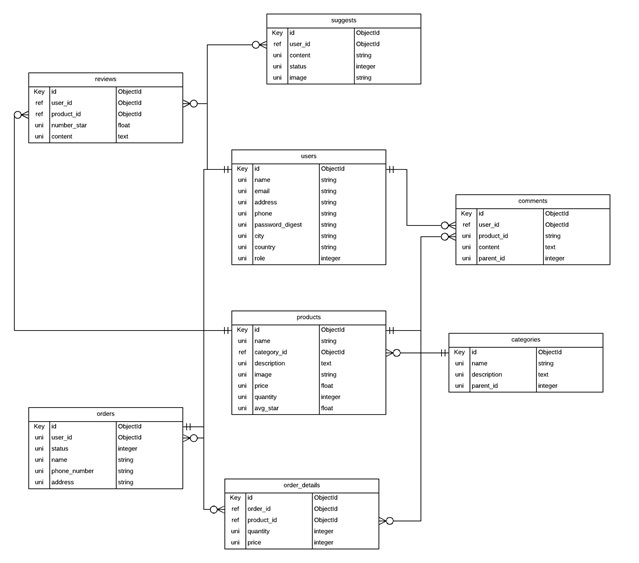 suggests
Key id ObjectId
ref user_id ObjectId
uni content string
uni status integer
uni image string
reviews
Key id ObjectId
ref user_id ObjectId
ref product_id ObjectId
uni number_star float
uni content text
users
Key id ObjectId
uni name string
uni email string
uni address string
uni phone string
uni password_digest string
uni city string
uni country string
uni role integer
comments
Key id ObjectId
ref user_id ObjectId
uni product_id string
uni content text
uni parent_id integer
products
Key id ObjectId
uni name string
ref category_id ObjectId
uni description text
uni image string
uni price float
uni quantity integer
uni avg_star float
categories
Key id ObjectId
uni name string
uni description text
uni parent_id integer
orders
Key id ObjectId
uni user_id ObjectId
uni status integer
uni name string
uni phone_number string
uni address string
order_details
Key id ObjectId
ref order_id ObjectId
ref product_id ObjectId
uni quantity integer
uni price integer